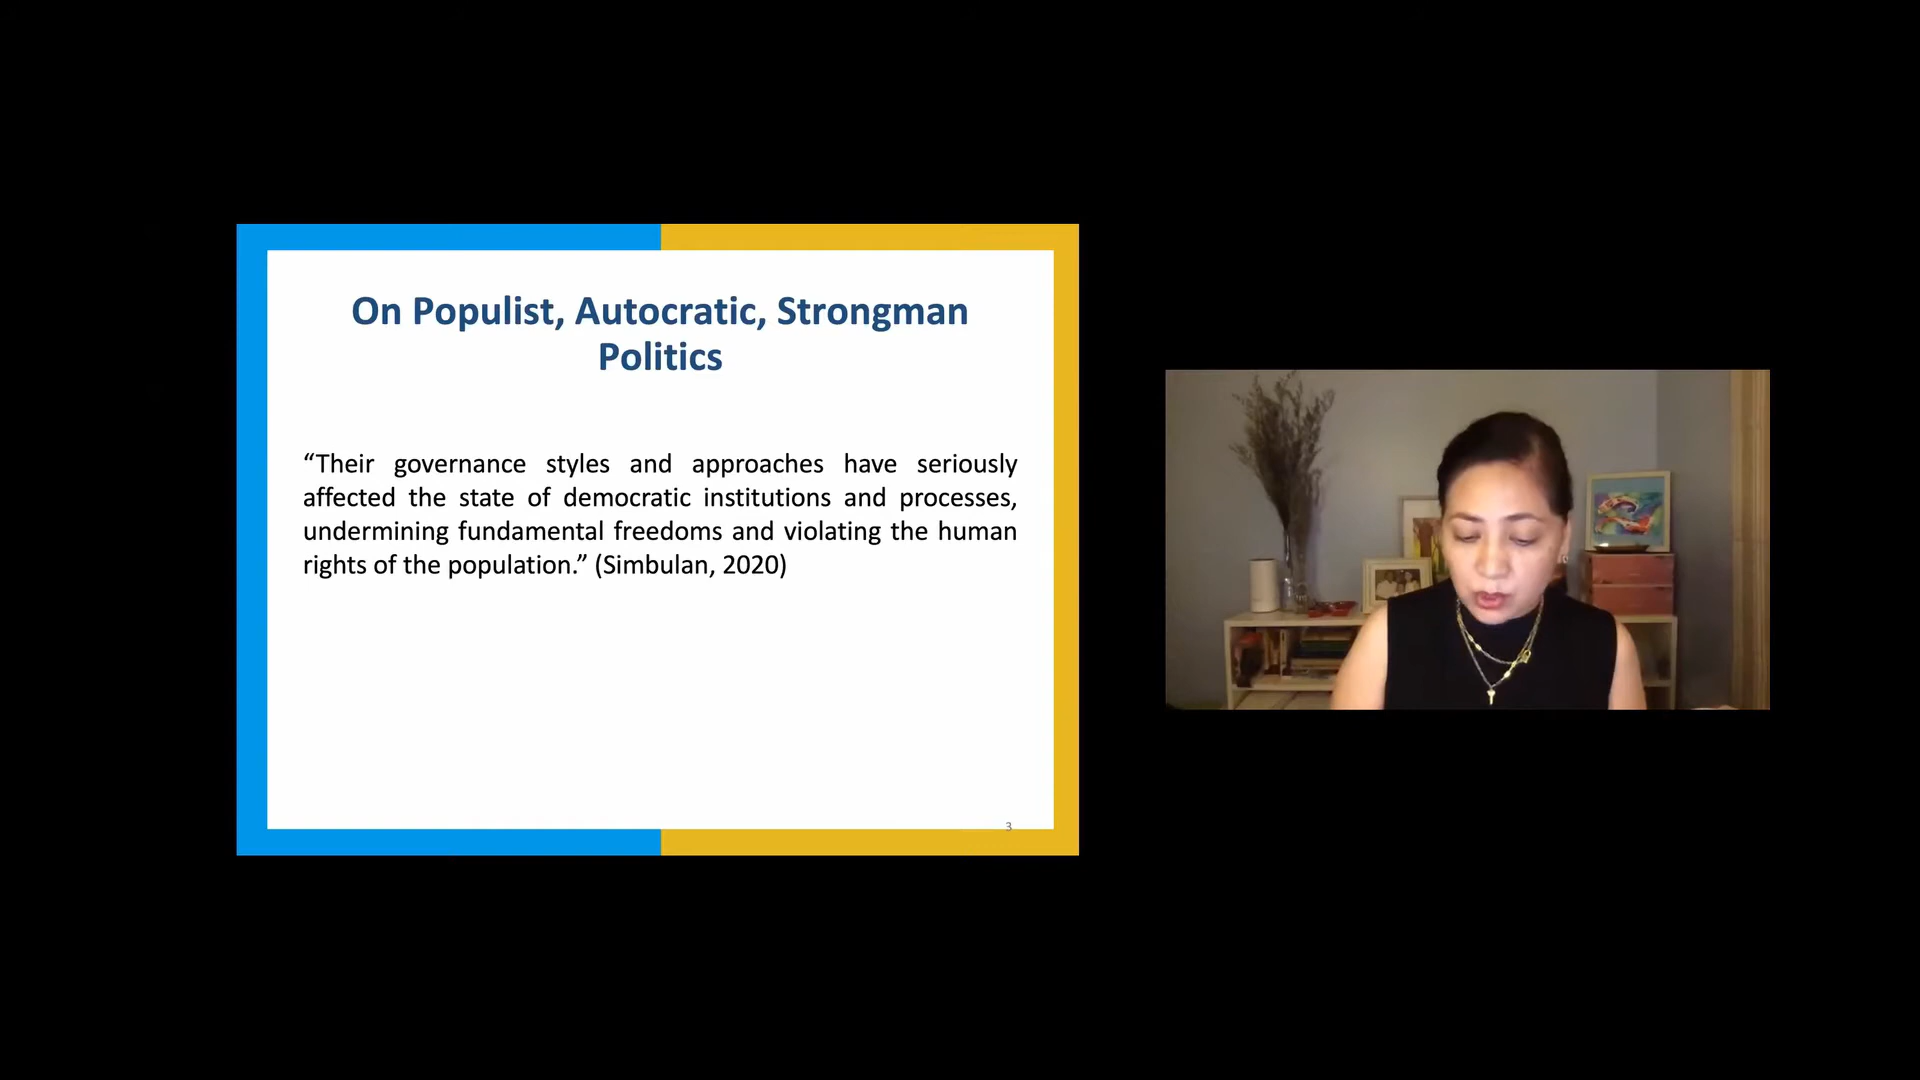 On Populist, Autocratic, Strongman
Politics
“Their governance styles and approaches have seriously
affected the state of democratic institutions and processes,
undermining fundamental freedoms and violating the human
rights of the population.” (Simbulan, 2020)
3